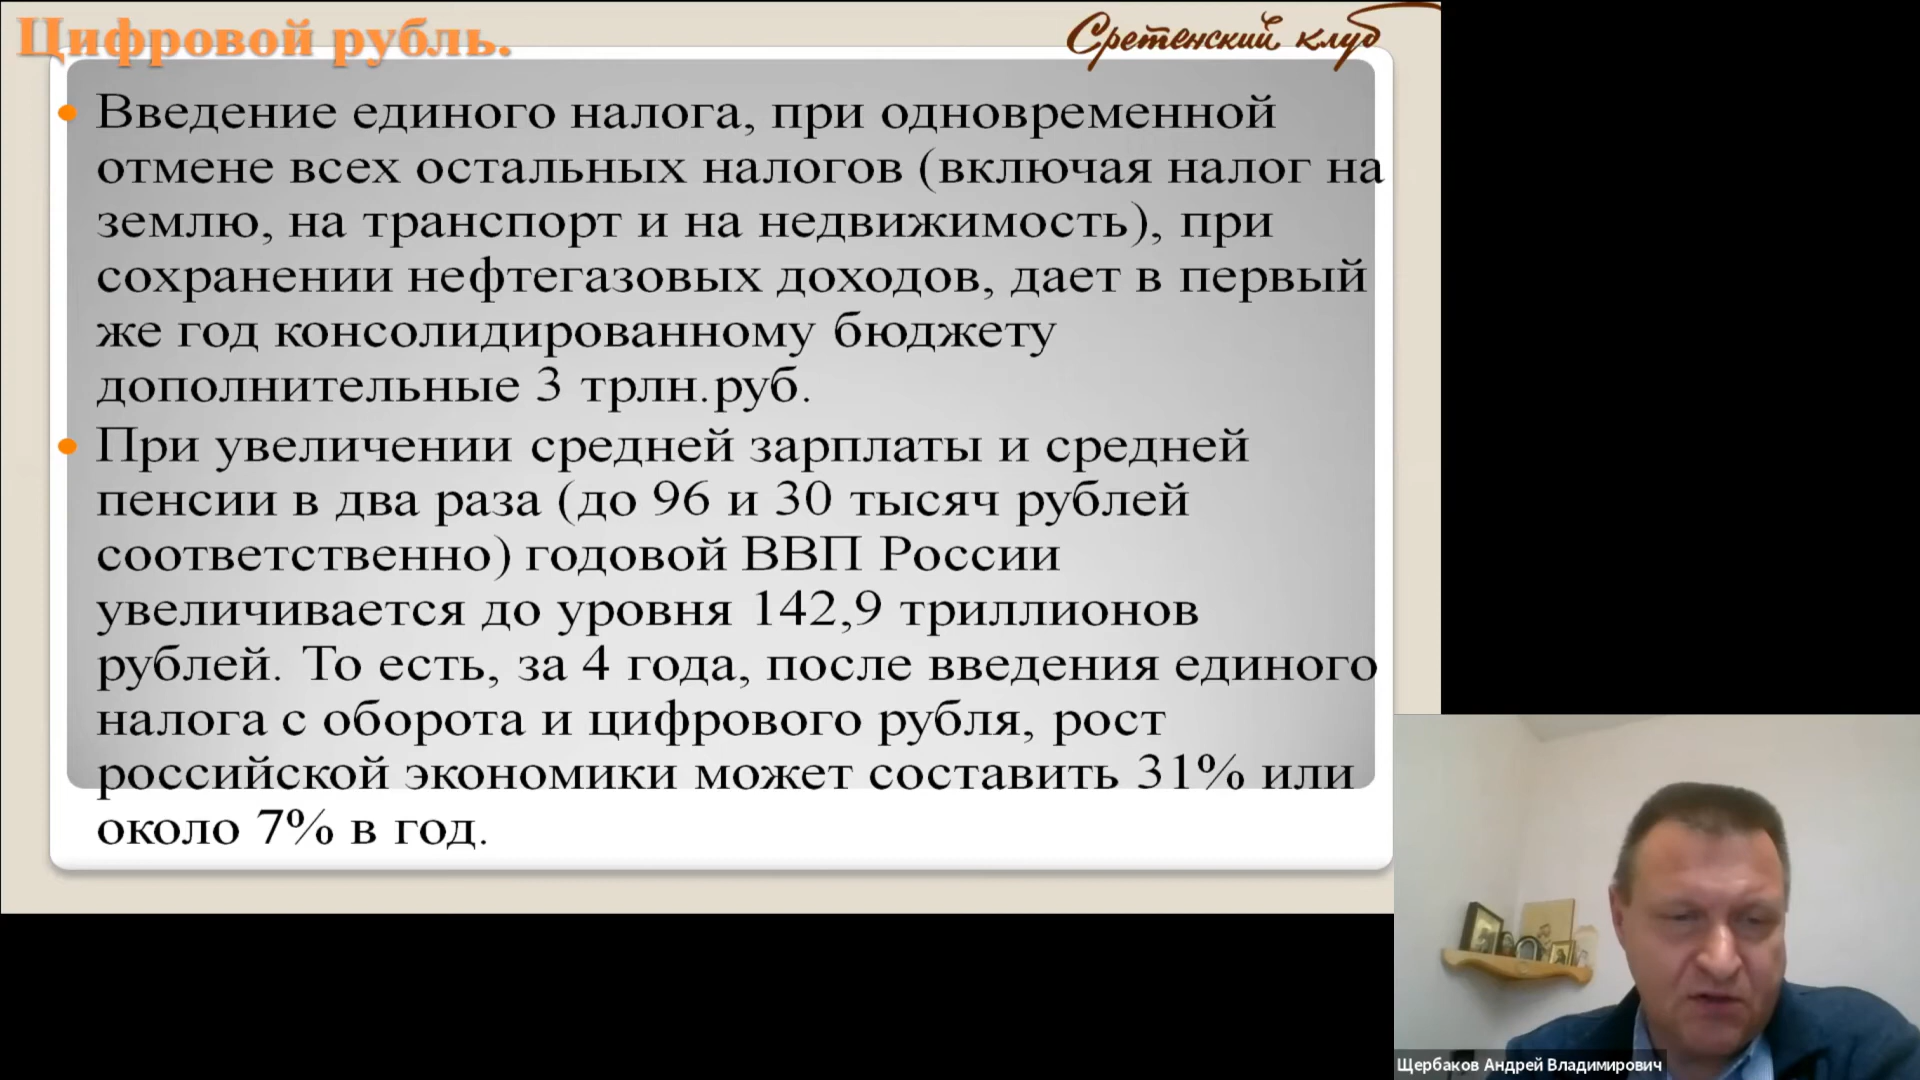 Цифровой рубль.
Сретенский клуб
Введение единого налога, при одновременной
отмене всех остальных налогов (включая налог на
землю, на транспорт и на недвижимость), при
сохранении нефтегазовых доходов, дает в первый
же год консолидированному бюджету
дополнительные 3 трлн.руб.
При увеличении средней зарплаты и средней
пенсии в два раза (до 96 и 30 тысяч рублей
соответственно) годовой ВВП России
увеличивается до уровня 142,9 триллионов
рублей. То есть, за 4 года, после введения единого
налога с оборота и цифрового рубля, рост
российской экономики может составить 31% или
около 7% в год.
Щербаков Андрей Владимирович